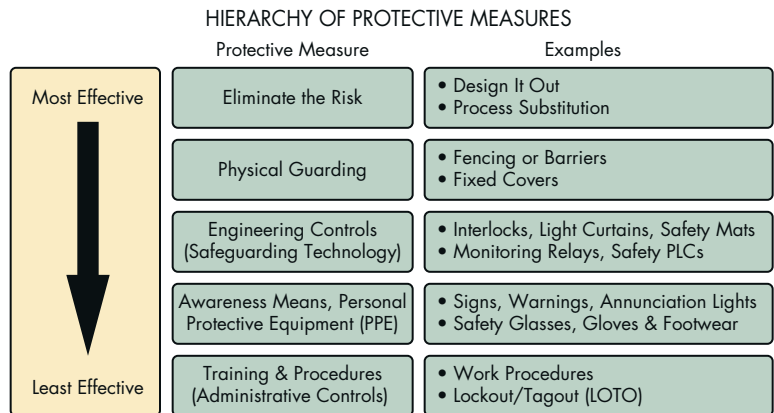 HIERARCHY OF PROTECTIVE MEASURES
Protective Measure
Examples
Most Effective
Eliminate the Risk
• Design It Out
• Process Substitution
Physical Guarding
• Fencing or Barriers
• Fixed Covers
Engineering Controls
(Safeguarding Technology)
• Interlocks, Light Curtains, Safety Mats
• Monitoring Relays, Safety PLCs
Awareness Means, Personal
Protective Equipment (PPE)
• Signs, Warnings, Annunciation Lights
• Safety Glasses, Gloves & Footwear
Least Effective
Training & Procedures
(Administrative Controls)
• Work Procedures
• Lockout/Tagout (LOTO)